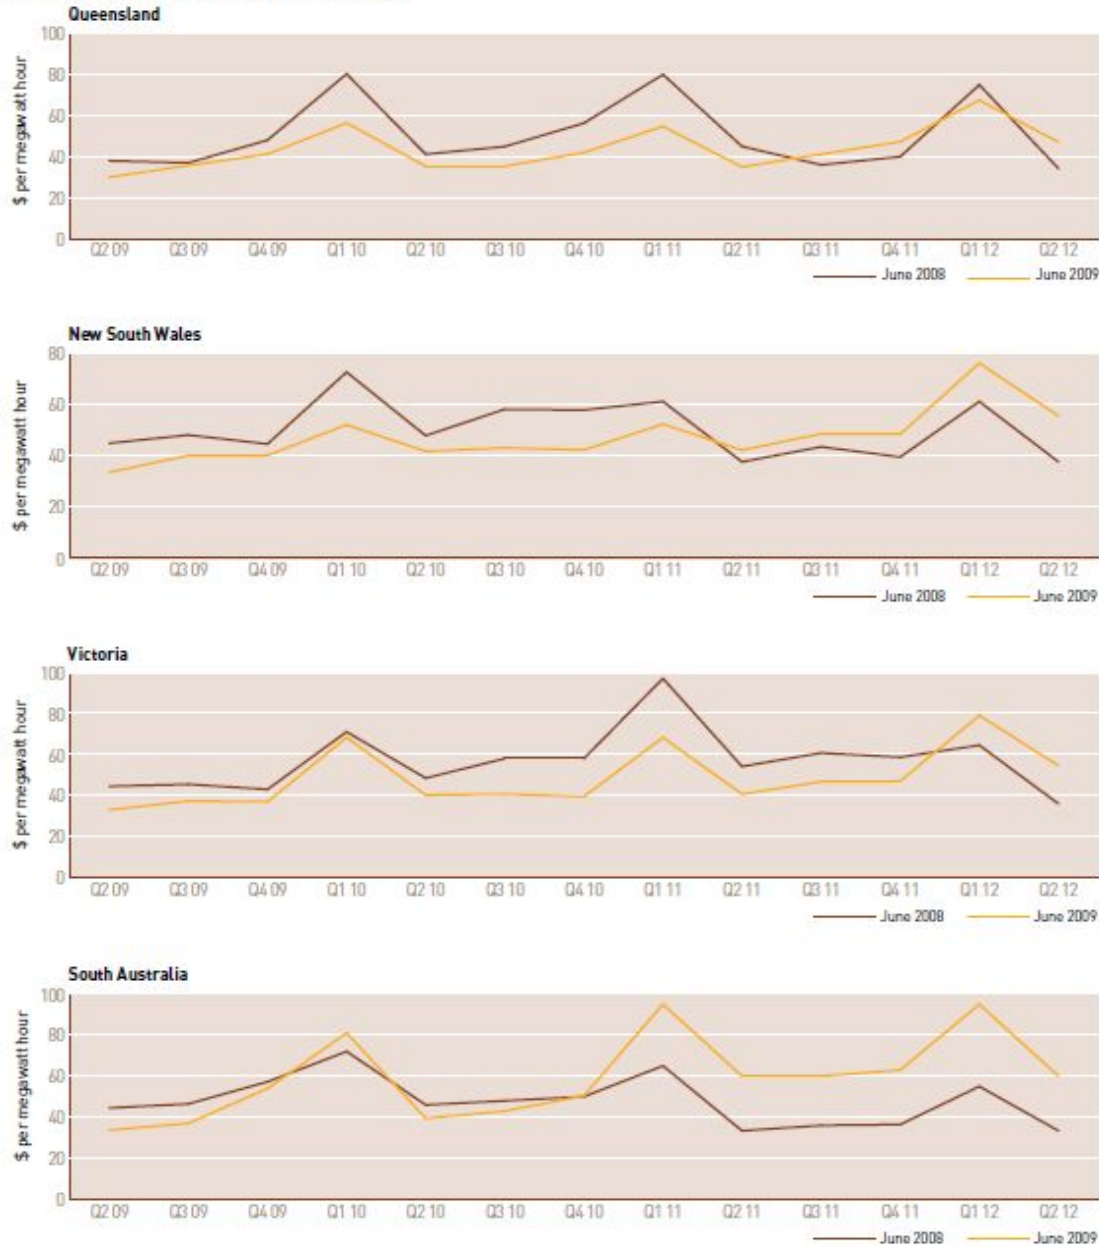 Queensland
$ per megawatt hour
100
80
60
40
20
0
Q2 09 Q3 09 Q4 09 Q1 10 Q2 10 Q3 10 Q4 10 Q1 11 Q2 11 Q3 11 Q4 11 Q1 12 Q2 12
June 2008 June 2009
New South Wales
$ per megawatt hour
80
60
40
20
0
Q2 09 Q3 09 Q4 09 Q1 10 Q2 10 Q3 10 Q4 10 Q1 11 Q2 11 Q3 11 Q4 11 Q1 12 Q2 12
June 2008 June 2009
Victoria
$ per megawatt hour
100
80
60
40
20
0
Q2 09 Q3 09 Q4 09 Q1 10 Q2 10 Q3 10 Q4 10 Q1 11 Q2 11 Q3 11 Q4 11 Q1 12 Q2 12
June 2008 June 2009
South Australia
$ per megawatt hour
100
80
60
40
20
0
Q2 09 Q3 09 Q4 09 Q1 10 Q2 10 Q3 10 Q4 10 Q1 11 Q2 11 Q3 11 Q4 11 Q1 12 Q2 12
June 2008 June 2009